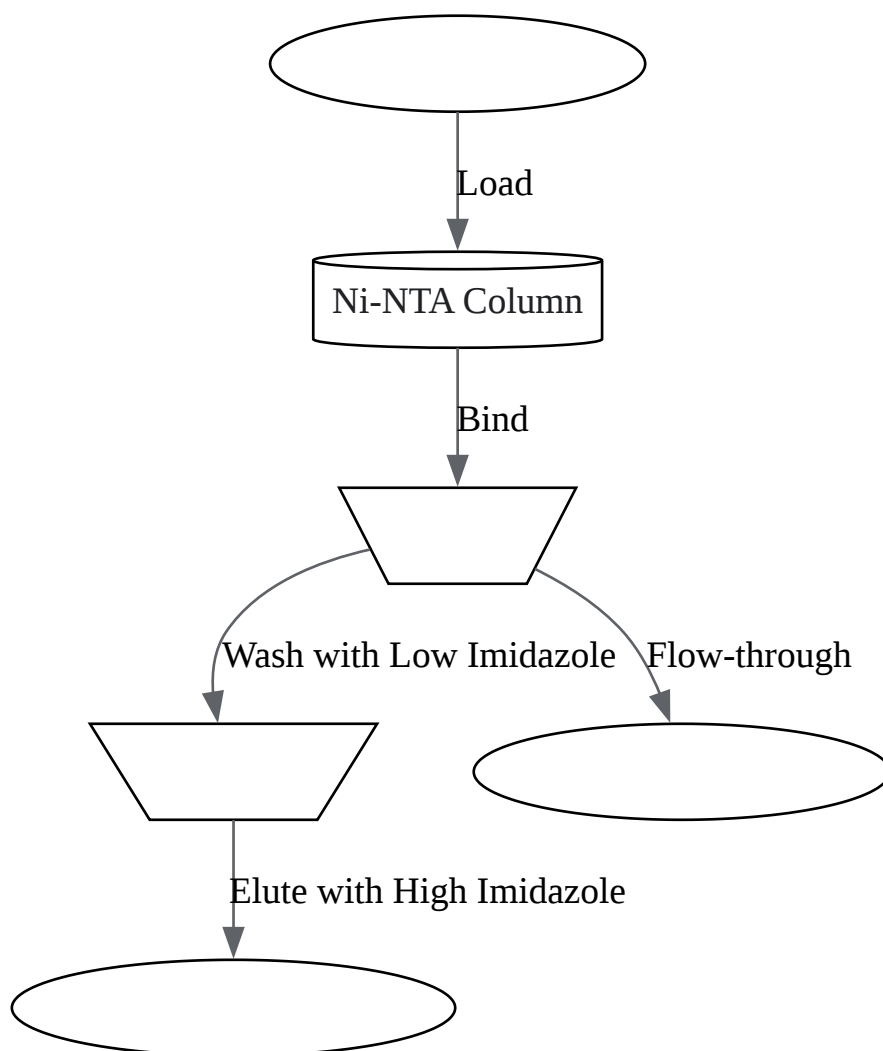 Load
Ni-NTA Column
Bind
Wash with Low Imidazole
Flow-through
Elute with High Imidazole